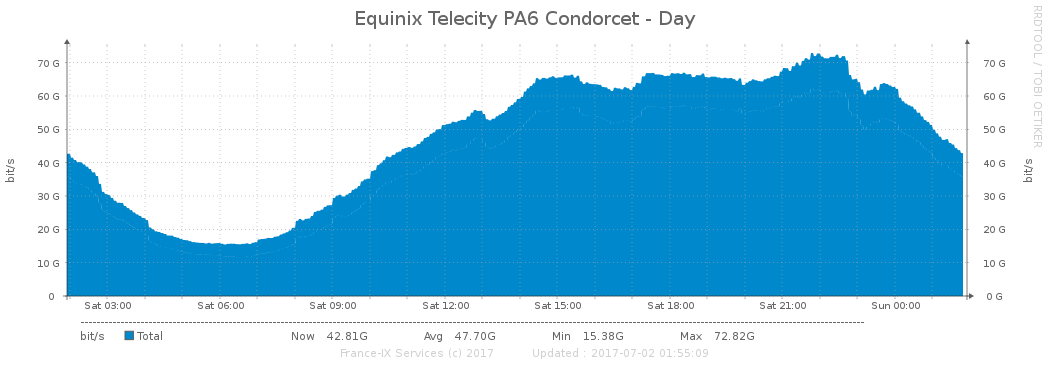 Equinix Telecity PA6 Condorcet - Day
RRDTOOL / TOBI OETIKER
bit/s
bit/s
70 G 70 G
60 G 60 G
50 G 50 G
40 G 40 G
30 G 30 G
20 G 20 G
10 G 10 G
0 0 G
Sat 03:00 Sat 06:00 Sat 09:00 Sat 12:00 Sat 15:00 Sat 18:00 Sat 21:00 Sun 00:00
bit/s Total Now 42.81G Avg 47.70G Min 15.38G Max 72.82G
France-IX Services (c) 2017 Updated : 2017-07-02 01:55:09